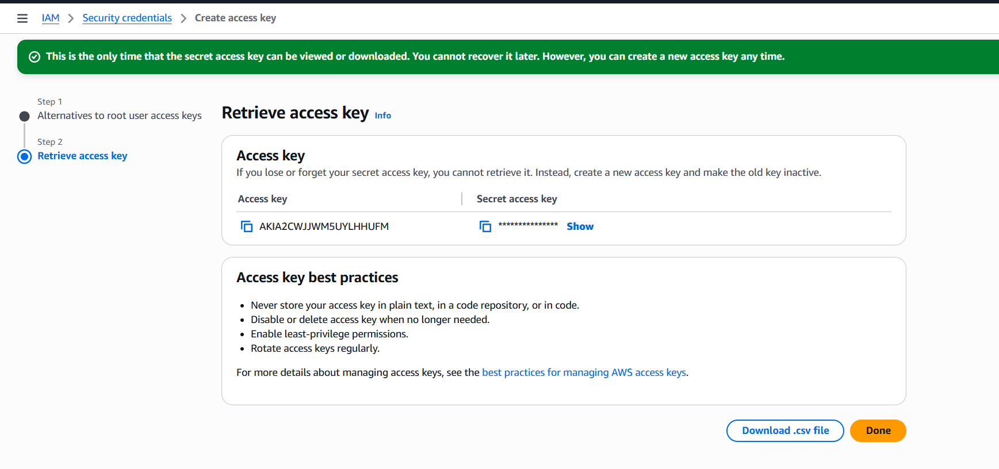 IAM > Security credentials > Create access key
This is the only time that the secret access key can be viewed or downloaded. You cannot recover it later. However, you can create a new access key any time.
Step 1
Alternatives to root user access keys
Step 2
Retrieve access key
Retrieve access key Info
Access key
If you lose or forget your secret access key, you cannot retrieve it. Instead, create a new access key and make the old key inactive.
Access key Secret access key
AKIA2CWJJWM5UYLHHUFM *************** Show
Access key best practices
• Never store your access key in plain text, in a code repository, or in code.
• Disable or delete access key when no longer needed.
• Enable least-privilege permissions.
• Rotate access keys regularly.
For more details about managing access keys, see the best practices for managing AWS access keys.
Download .csv file Done